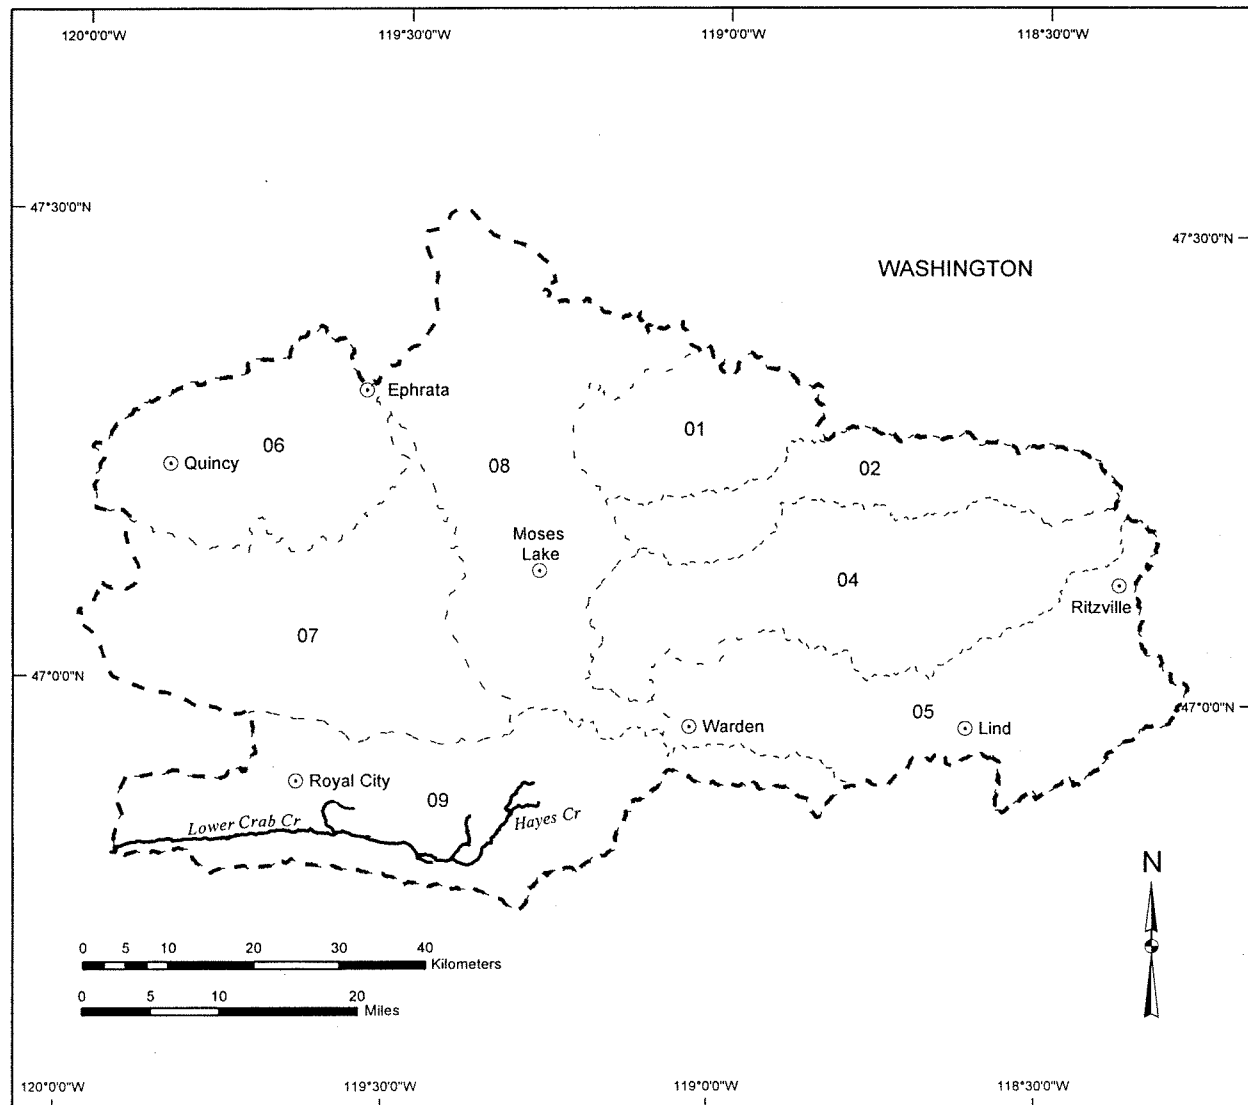 120°0'0"W 119°30'0"W 119°0'0"W 118°30'0"W
47°30'0"N
47°30'0"N
WASHINGTON
Ephrata
01
06
Quincy
08
02
Moses
Lake
04
Ritzville
07
47°0'0"N
47°0'0"N
05
Warden
Lind
Royal City
09
Lower Crab Cr
Hayes Cr
N
0 5 10 20 30 40
Kilometers
0 5 10 20
Miles
120°0'0"W 119°30'0"W 119°0'0"W 118°30'0"W